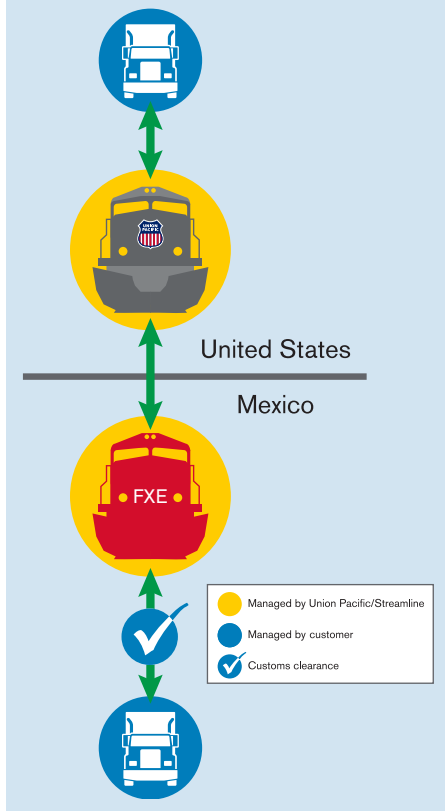 UNION
PACIFIC
United States
Mexico
FXE
Managed by Union Pacific/Streamline
Managed by customer
Customs clearance